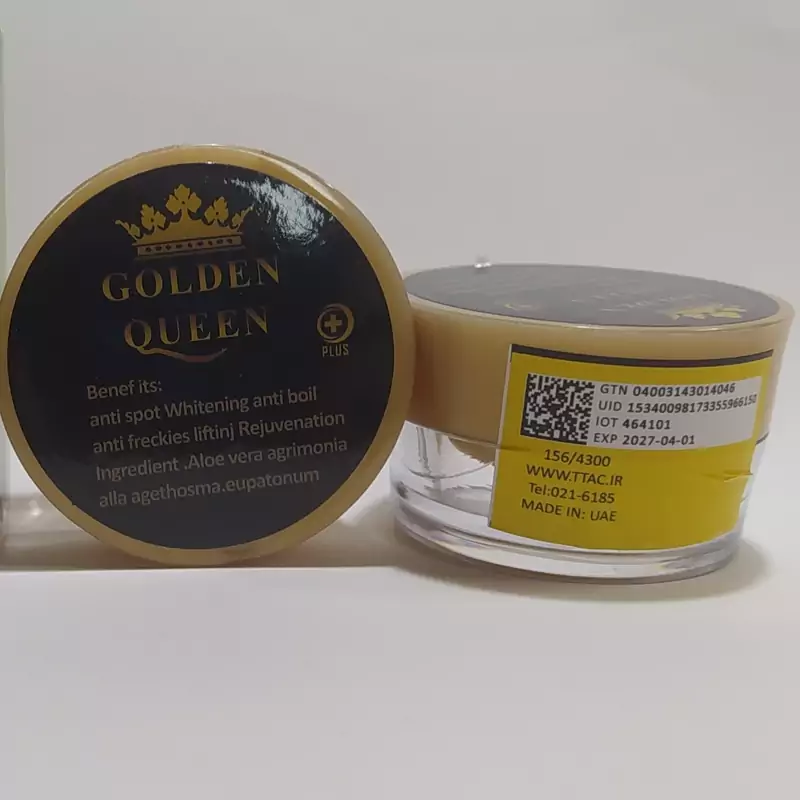 GOLDEN
QUEEN
PLUS
Benef its:
anti spot Whitening anti boil
anti freckies liftinj Rejuvenation
Ingredient .Aloe vera agrimonia
alla agethosma.eupatonum
GTN 04003143014046
UID 15340098173355966150
IOT 464101
EXP 2027-04-01
156/4300
WWW.TTAC.IR
Tel:021-6185
MADE IN: UAE